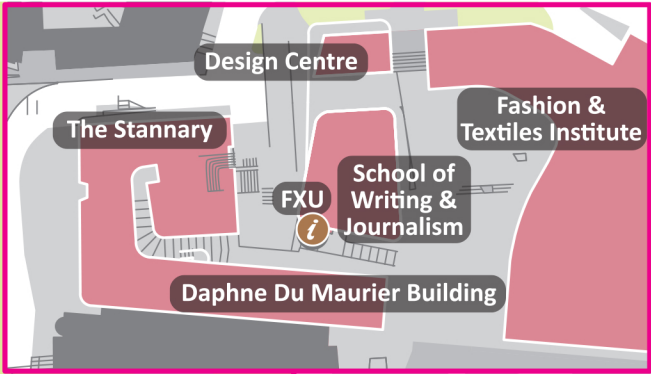 Design Centre
Fashion &
Textiles Institute
The Stannary
School of
Writing &
Journalism
FXU
i
Daphne Du Maurier Building